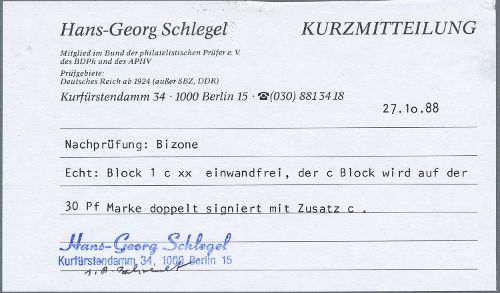 Hans-Georg Schlegel KURZMITTEILUNG
Mitglied im Bund der philatelistischen Prüfer e. V.
des BDPh und des APHV
Prüfgebiete:
Deutsches Reich ab 1924 (außer SBZ, DDR)
Kurfürstendamm 34 · 1000 Berlin 15 · ☎(030) 8813418
27.1o.88
Nachprüfung: Bizone
Echt: Block 1 c xx einwandfrei, der c Block wird auf der
30 Pf Marke doppelt signiert mit Zusatz c .
Hans-Georg Schlegel
Kurfürstendamm 34, 1000 Berlin 15